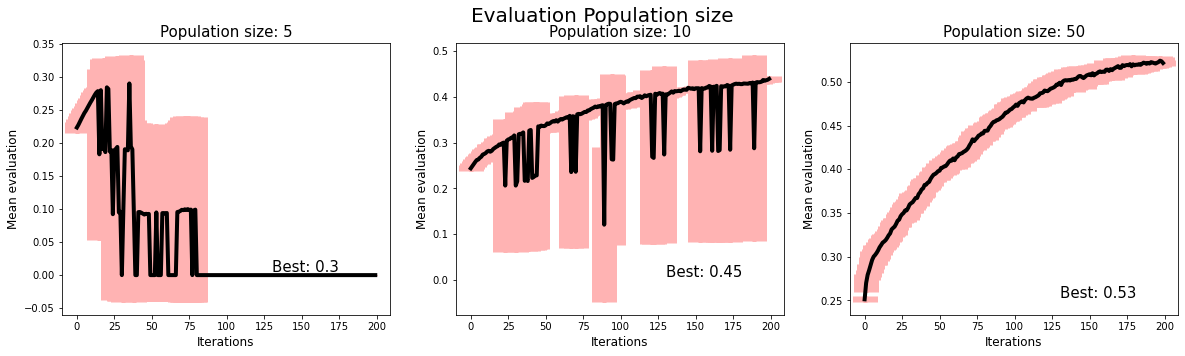 Evaluation Population size
Population size: 5
0.35
0.30
0.25
0.20
0.15
0.10
0.05
0.00
−0.05
Mean evaluation
Best: 0.3
0 25 50 75 100 125 150 175 200
Iterations
Population size: 10
0.5
0.4
0.3
0.2
0.1
0.0
Mean evaluation
Best: 0.45
0 25 50 75 100 125 150 175 200
Iterations
Population size: 50
0.50
0.45
0.40
0.35
0.30
0.25
Mean evaluation
Best: 0.53
0 25 50 75 100 125 150 175 200
Iterations